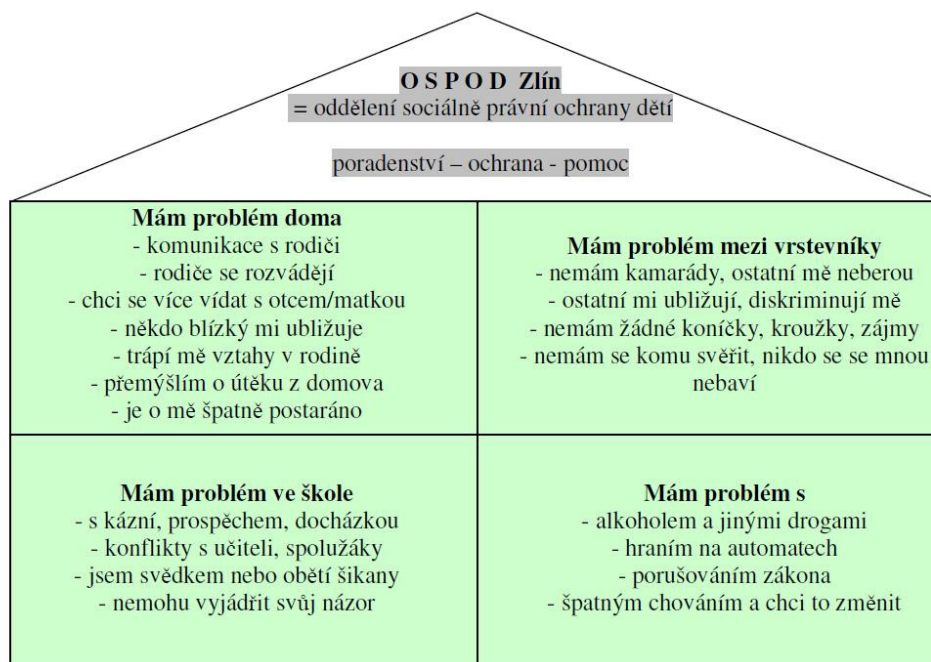 O S P O D Zlín
= oddělení sociálně právní ochrany dětí
poradenství – ochrana - pomoc
Mám problém doma
- komunikace s rodiči
- rodiče se rozvádějí
- chci se více vídat s otcem/matkou
- někdo blízký mi ubližuje
- trápí mě vztahy v rodině
- přemýšlím o útěku z domova
- je o mě špatně postaráno
Mám problém mezi vrstevníky
- nemám kamarády, ostatní mě neberou
- ostatní mi ubližují, diskriminují mě
- nemám žádné koníčky, kroužky, zájmy
- nemám se komu svěřit, nikdo se se mnou
nebaví
Mám problém ve škole
- s kázní, prospěchem, docházkou
- konflikty s učiteli, spolužáky
- jsem svědkem nebo obětí šikany
- nemohu vyjádřit svůj názor
Mám problém s
- alkoholem a jinými drogami
- hraním na automatech
- porušováním zákona
- špatným chováním a chci to změnit